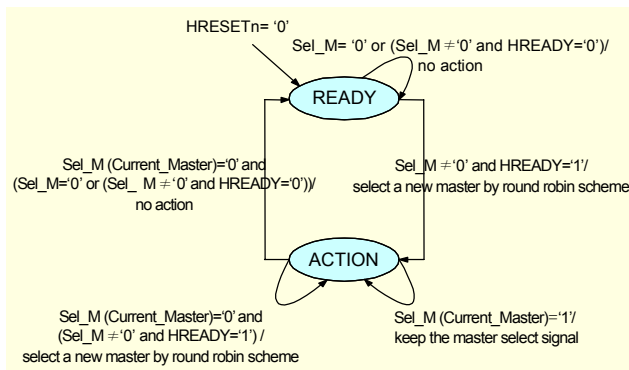 HRESETn= ‘0’
Sel_M= ‘0’ or (Sel_M ≠‘0’ and HREADY=‘0’)/
no action
READY
Sel_M (Current_Master)=‘0’ and
(Sel_M=‘0’ or (Sel_ M ≠‘0’ and HREADY=‘0’))/
no action
Sel_M ≠‘0’ and HREADY=‘1’/
select a new master by round robin scheme
ACTION
Sel_M (Current_Master)=‘0’ and
(Sel_M ≠‘0’ and HREADY=‘1’) /
select a new master by round robin scheme
Sel_M (Current_Master)=‘1’/
keep the master select signal